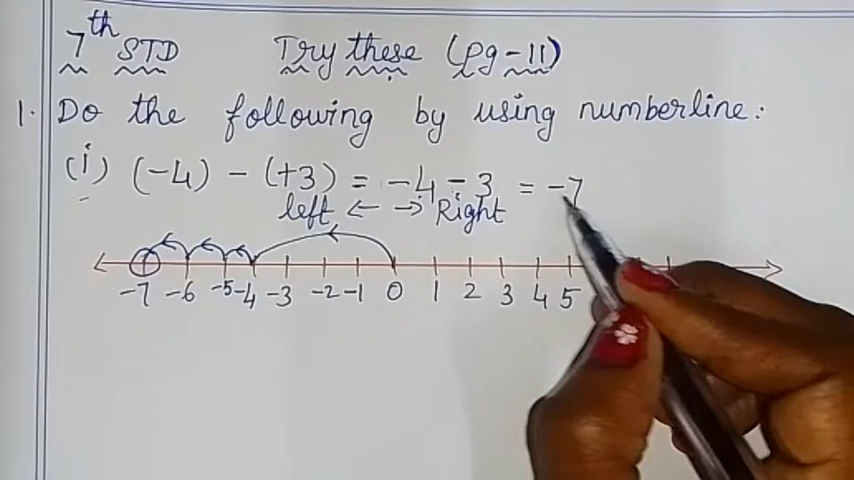 7th STD Try these (pg-11)
1. Do the following by using numberline:
(i) (-4) - (+3) = -4 -3 = -7
left ← → Right
-7 -6 -5 -4 -3 -2 -1 0 1 2 3 4 5